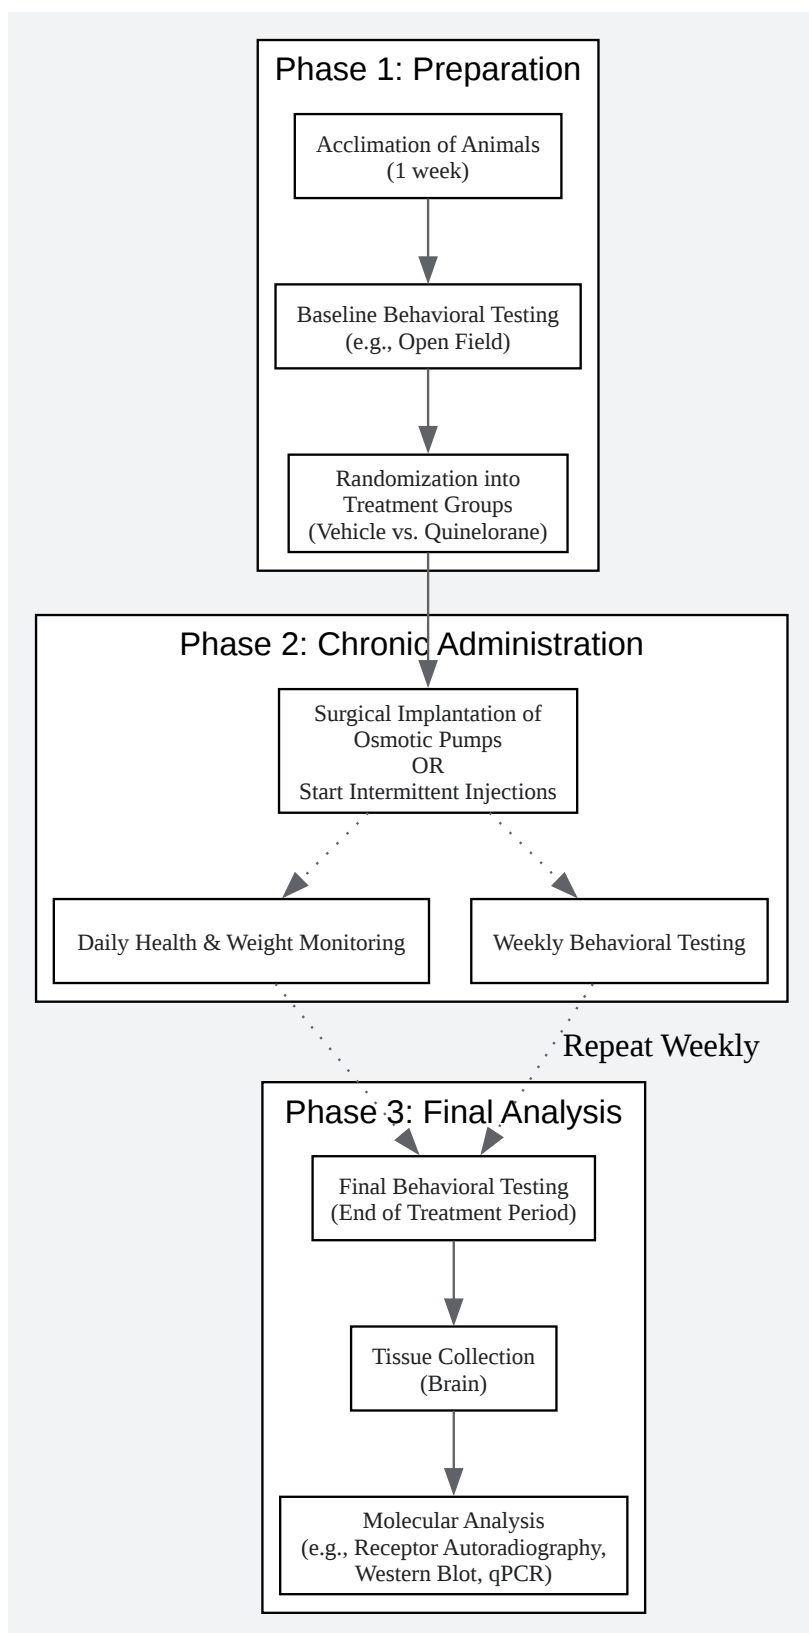 Phase 1: Preparation
Acclimation of Animals
(1 week)
Baseline Behavioral Testing
(e.g., Open Field)
Randomization into
Treatment Groups
(Vehicle vs. Quinelorane)
Phase 2: Chronic Administration
Surgical Implantation of
Osmotic Pumps
OR
Start Intermittent Injections
Daily Health & Weight Monitoring
Weekly Behavioral Testing
Repeat Weekly
Phase 3: Final Analysis
Final Behavioral Testing
(End of Treatment Period)
Tissue Collection
(Brain)
Molecular Analysis
(e.g., Receptor Autoradiography,
Western Blot, qPCR)